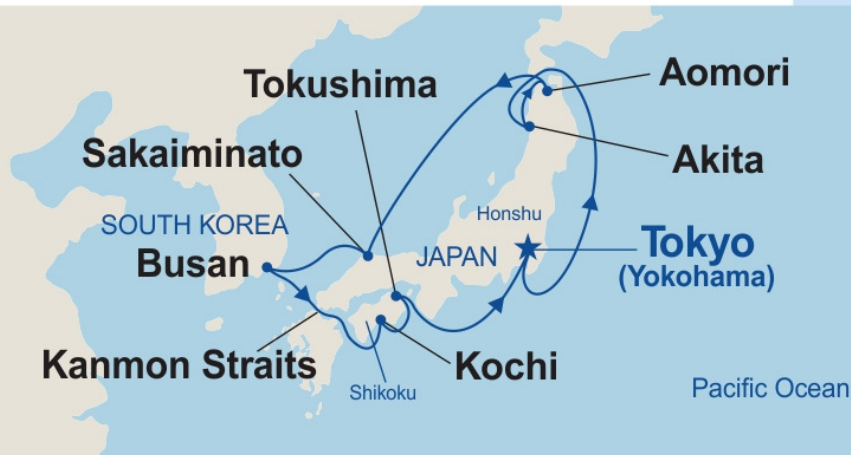 Aomori
Tokushima
Sakaiminato
Akita
Honshu
SOUTH KOREA
JAPAN
Tokyo
(Yokohama)
Busan
Kanmon Straits
Kochi
Shikoku
Pacific Ocean